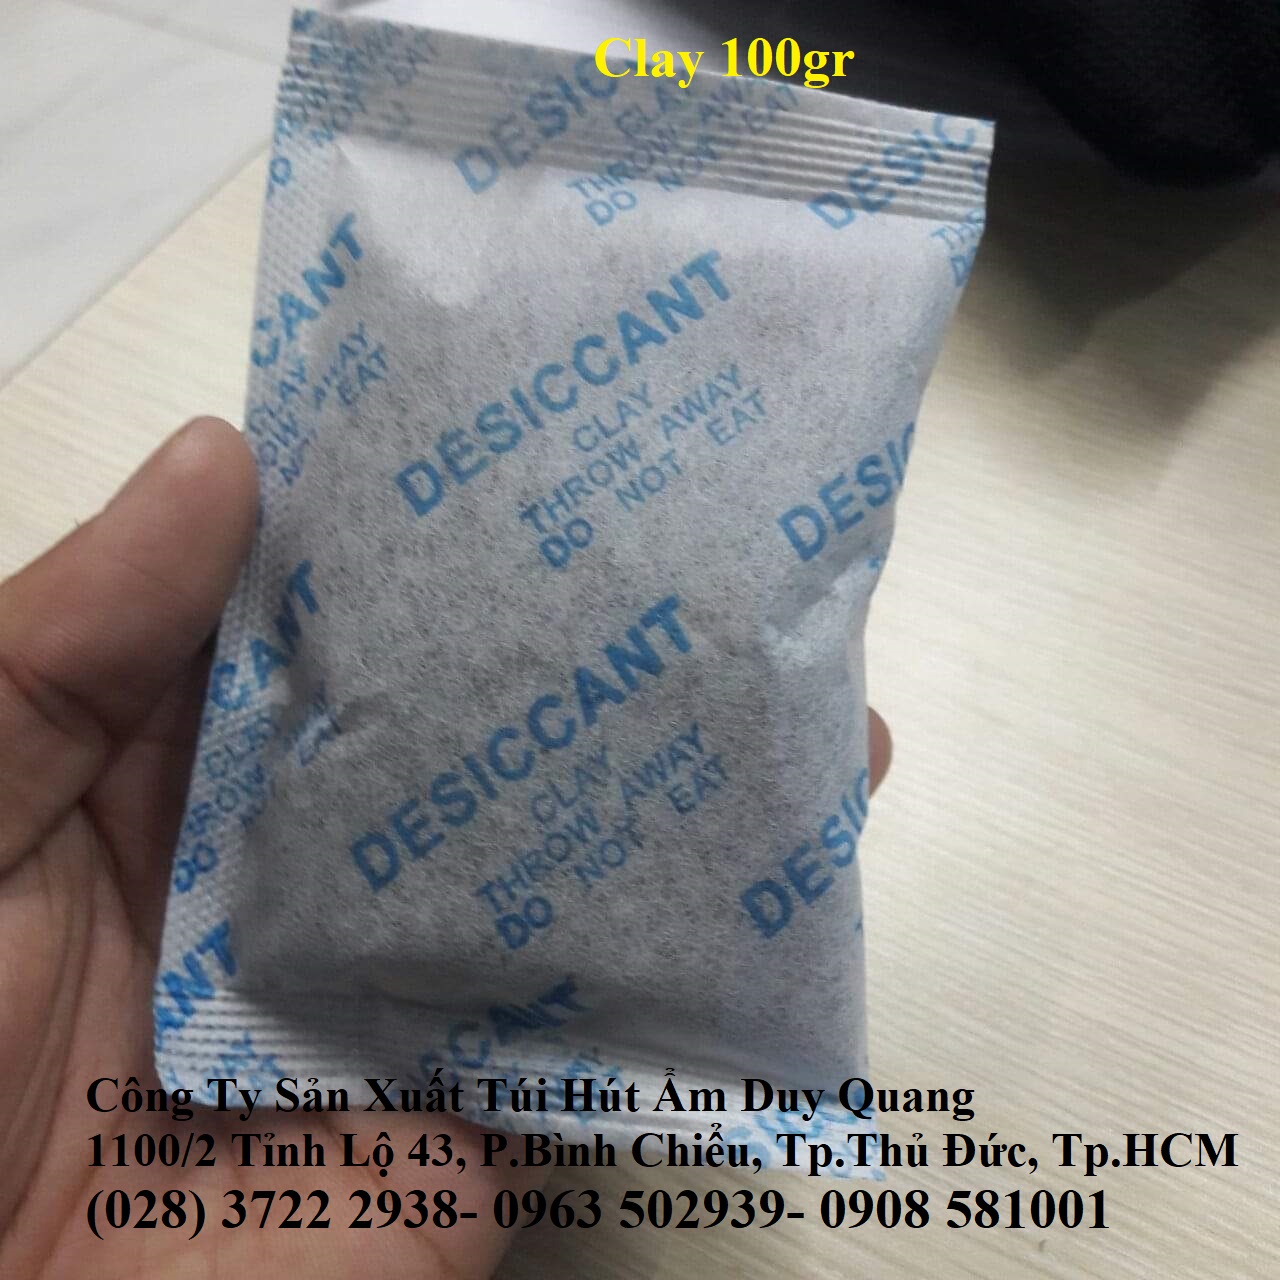 Clay 100gr
DESICCANT
CLAY
THROW AWAY
DO NOT EAT
DESICCANT
CLAY
THROW AWAY
DO NOT EAT
Công Ty Sản Xuất Túi Hút Ẩm Duy Quang
1100/2 Tỉnh Lộ 43, P.Bình Chiểu, Tp.Thủ Đức, Tp.HCM
(028) 3722 2938- 0963 502939- 0908 581001